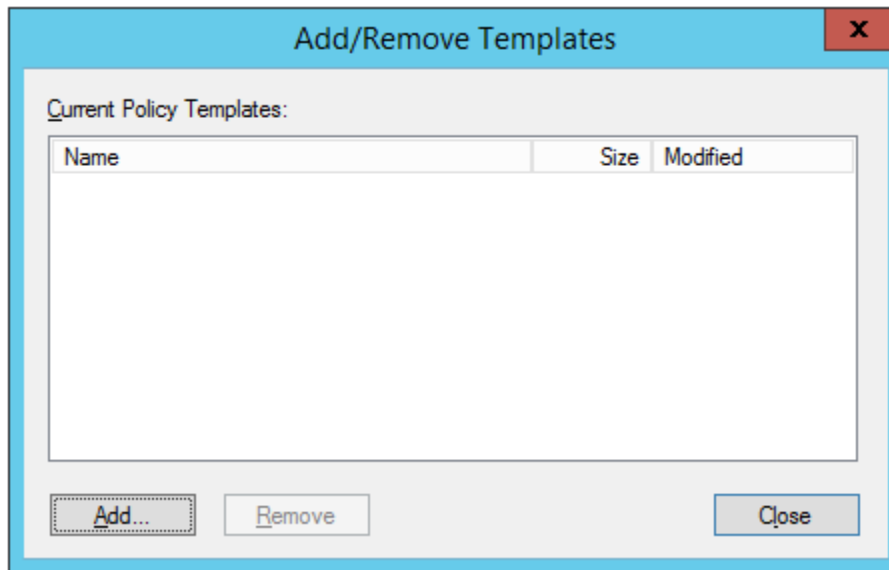 Add/Remove Templates
x
Current Policy Templates:
Name Size Modified
Add... Remove Close